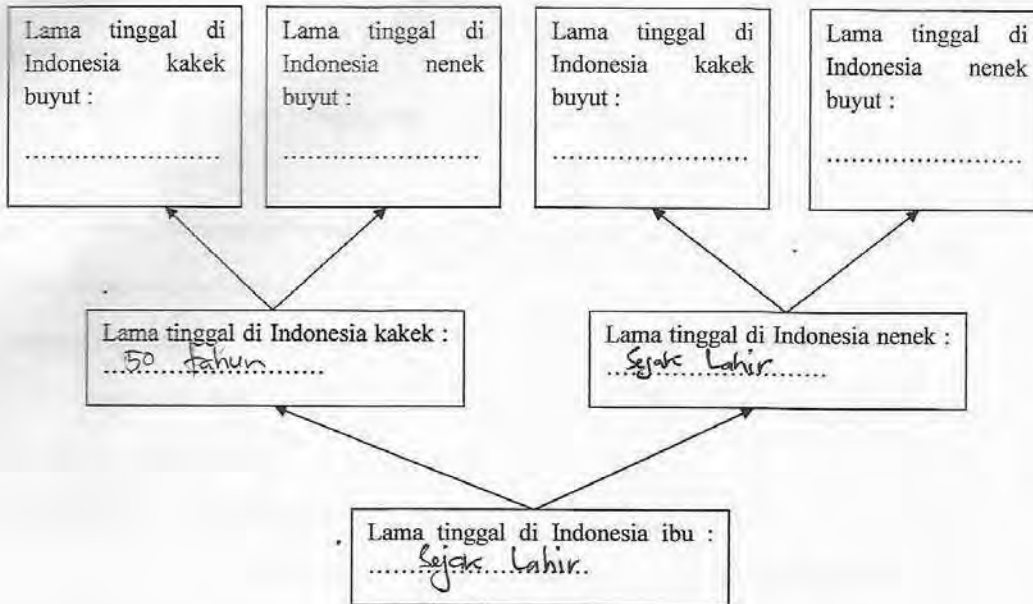 Lama tinggal di
Indonesia kakek
buyut :
.......................
Lama tinggal di
Indonesia nenek
buyut :
.......................
Lama tinggal di
Indonesia kakek
buyut :
.......................
Lama tinggal di
Indonesia nenek
buyut :
.......................
Lama tinggal di Indonesia kakek :
50 tahun
Lama tinggal di Indonesia nenek :
Sejak Lahir
Lama tinggal di Indonesia ibu :
Sejak Lahir